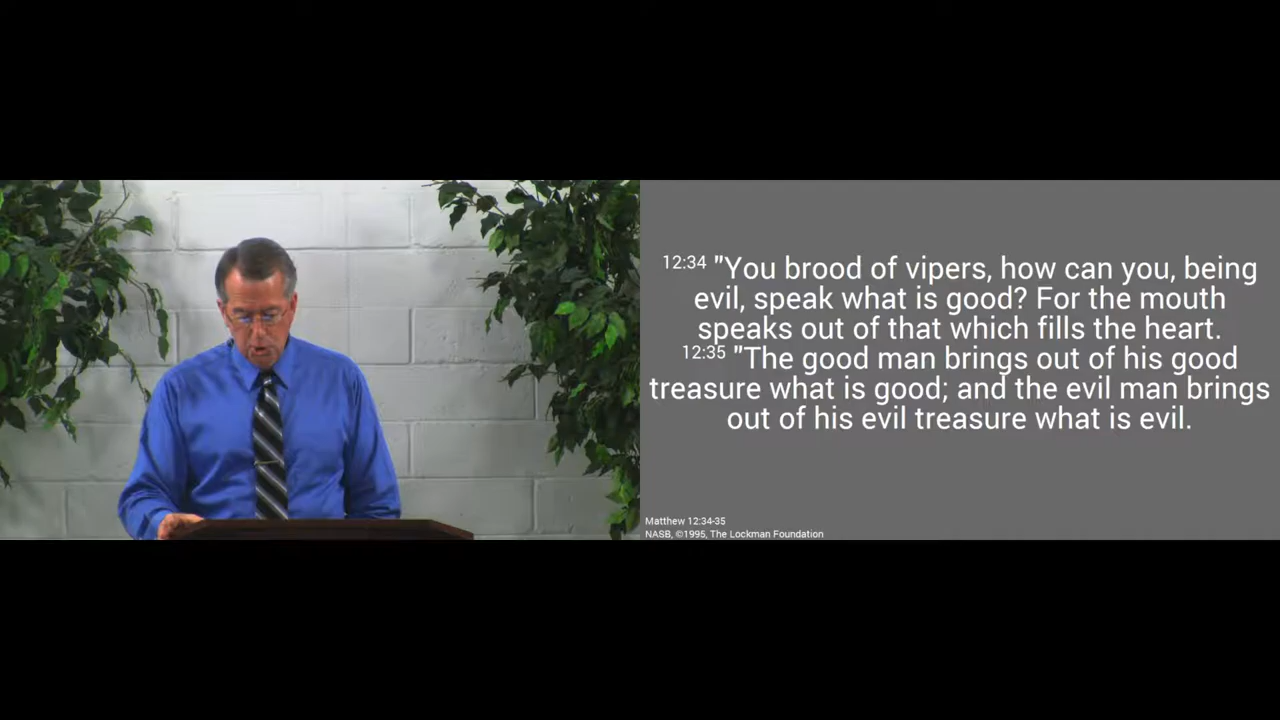 12:34 "You brood of vipers, how can you, being
evil, speak what is good? For the mouth
speaks out of that which fills the heart.
12:35 "The good man brings out of his good
treasure what is good; and the evil man brings
out of his evil treasure what is evil.
Matthew 12:34-35
NASB, ©1995, The Lockman Foundation